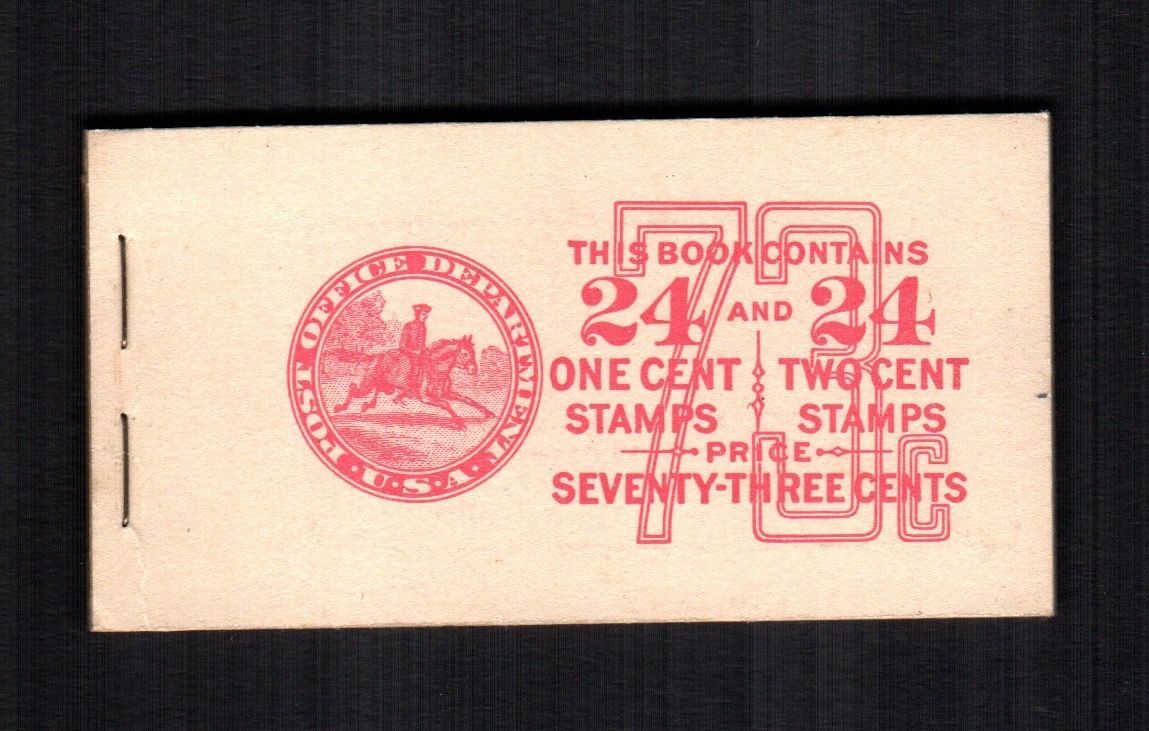 POST OFFICE DEPARTMENT
U.S.A.
73c
THIS BOOK CONTAINS
24 AND 24
ONE CENT TWO CENT
STAMPS STAMPS
PRICE
SEVENTY-THREE CENTS